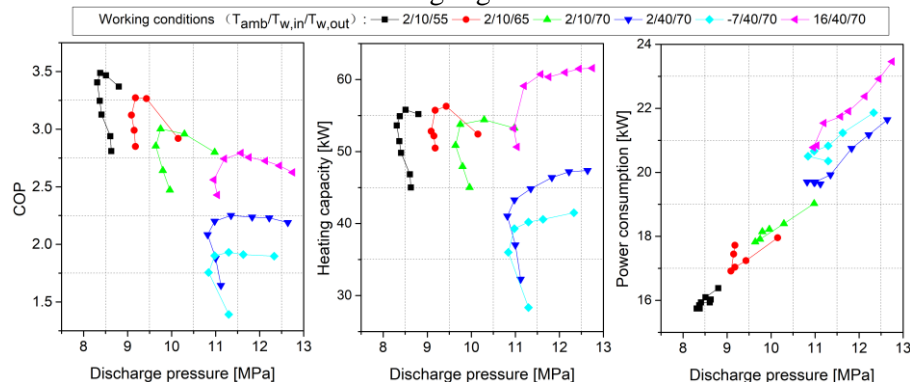 Working conditions (T_amb/T_w,in/T_w,out) : 2/10/55 2/10/65 2/10/70 2/40/70 -7/40/70 16/40/70
COP
3.5
3.0
2.5
2.0
1.5
8 9 10 11 12 13
Discharge pressure [MPa]
Heating capacity [kW]
60
50
40
30
8 9 10 11 12 13
Discharge pressure [MPa]
Power consumption [kW]
24
22
20
18
16
8 9 10 11 12 13
Discharge pressure [MPa]